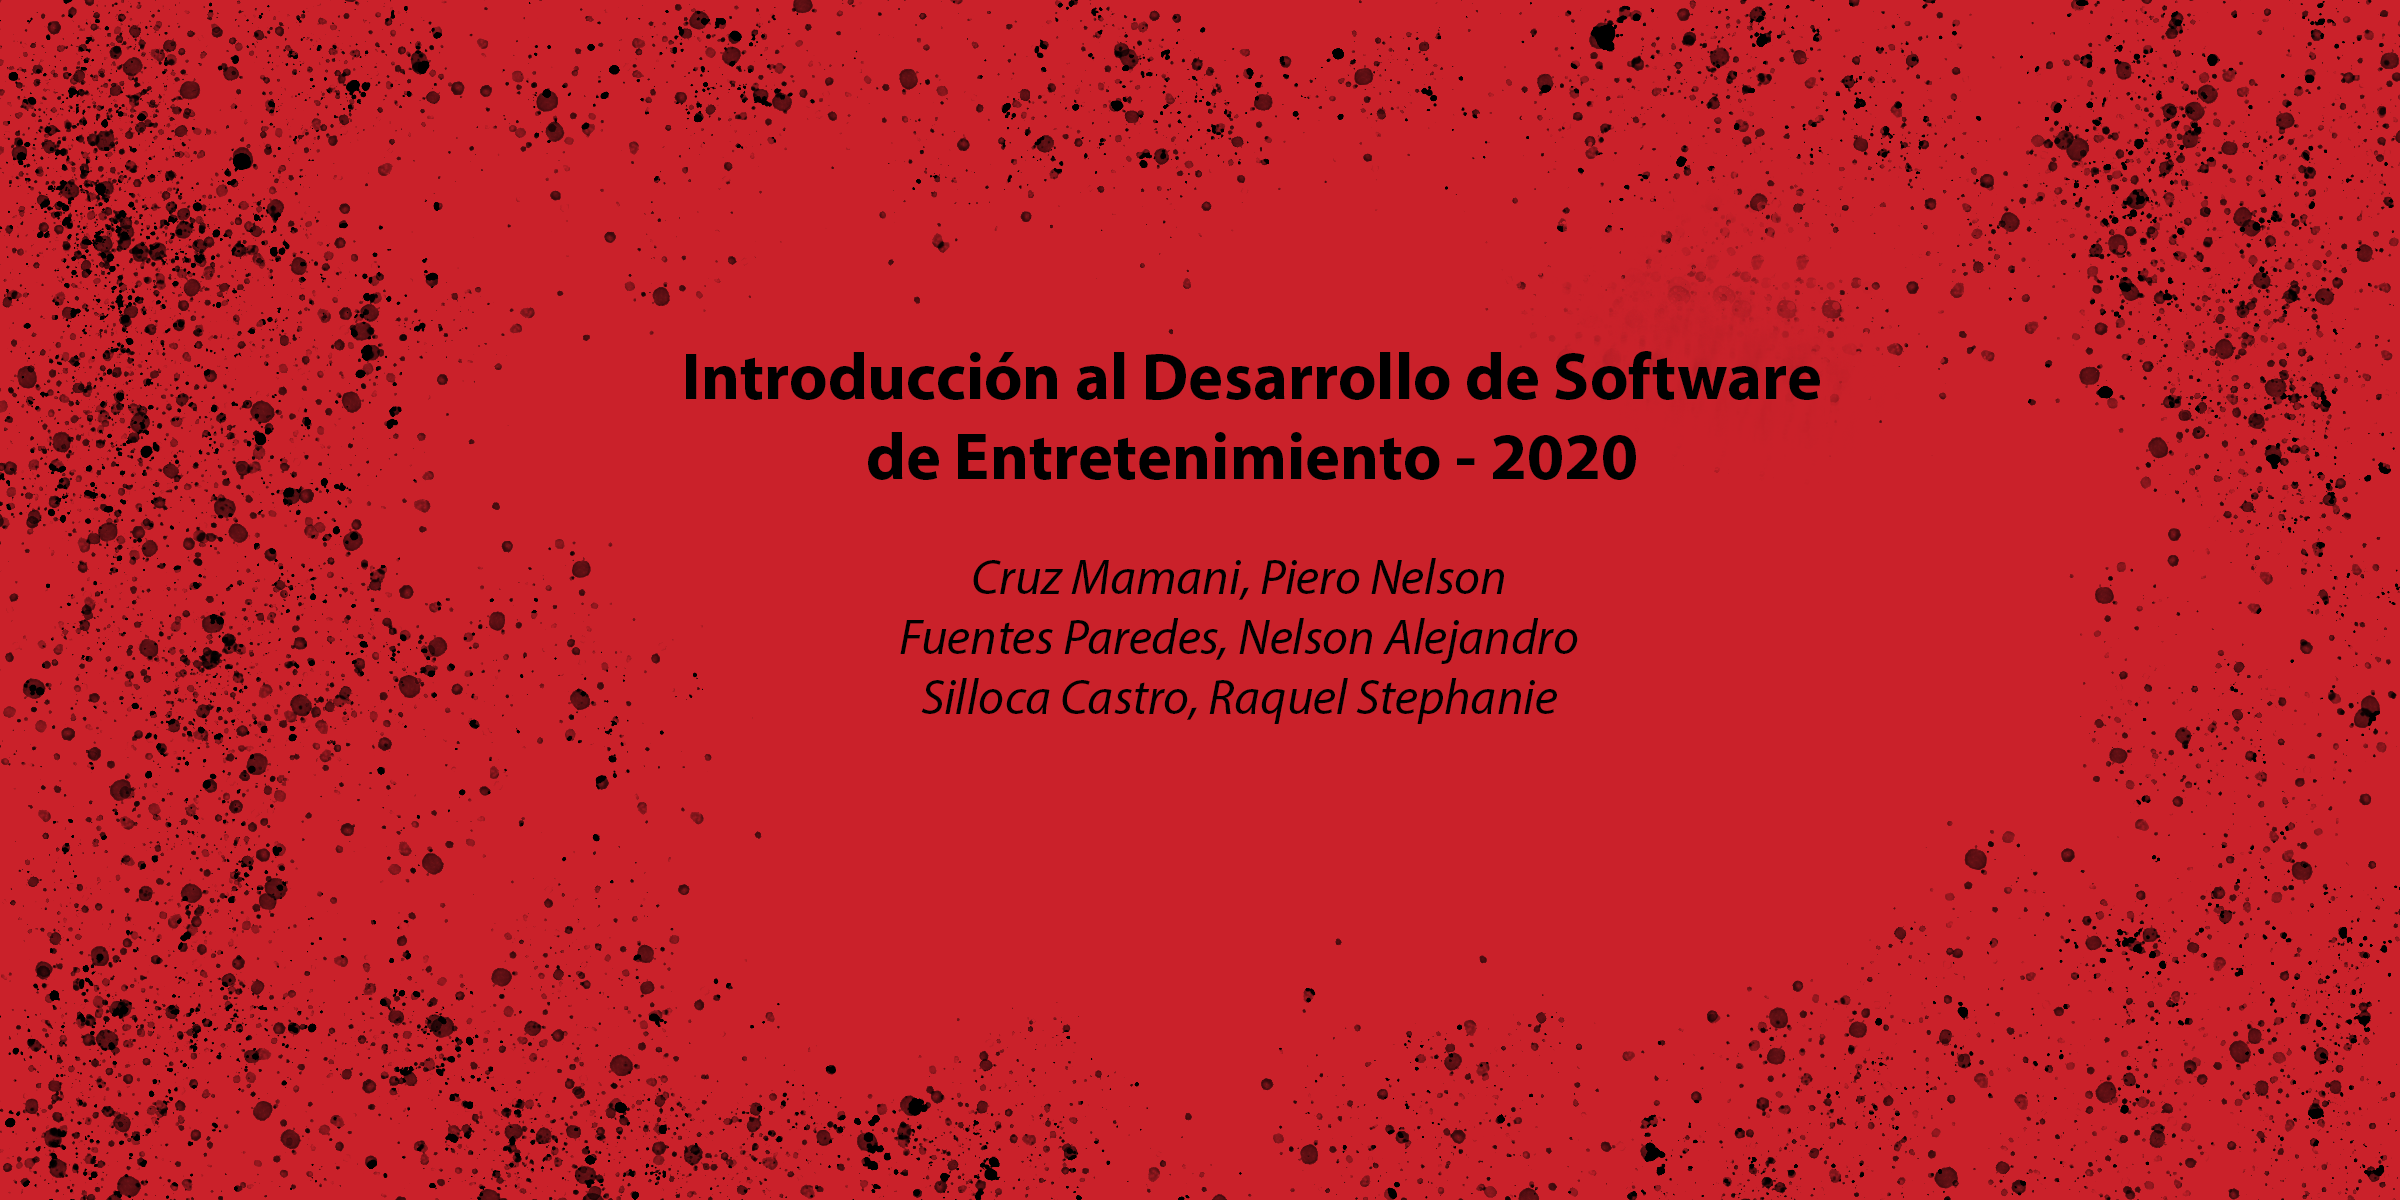 Introducción al Desarrollo de Software
de Entretenimiento - 2020
Cruz Mamani, Piero Nelson
Fuentes Paredes, Nelson Alejandro
Silloca Castro, Raquel Stephanie